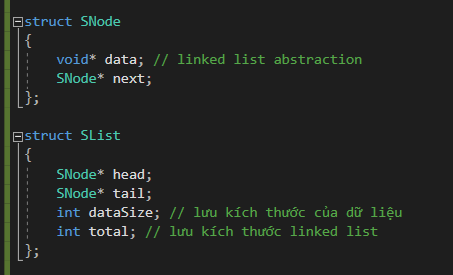 struct SNode
{
void* data; // linked list abstraction
SNode* next;
};
struct SList
{
SNode* head;
SNode* tail;
int dataSize; // lưu kích thước của dữ liệu
int total; // lưu kích thước linked list
};